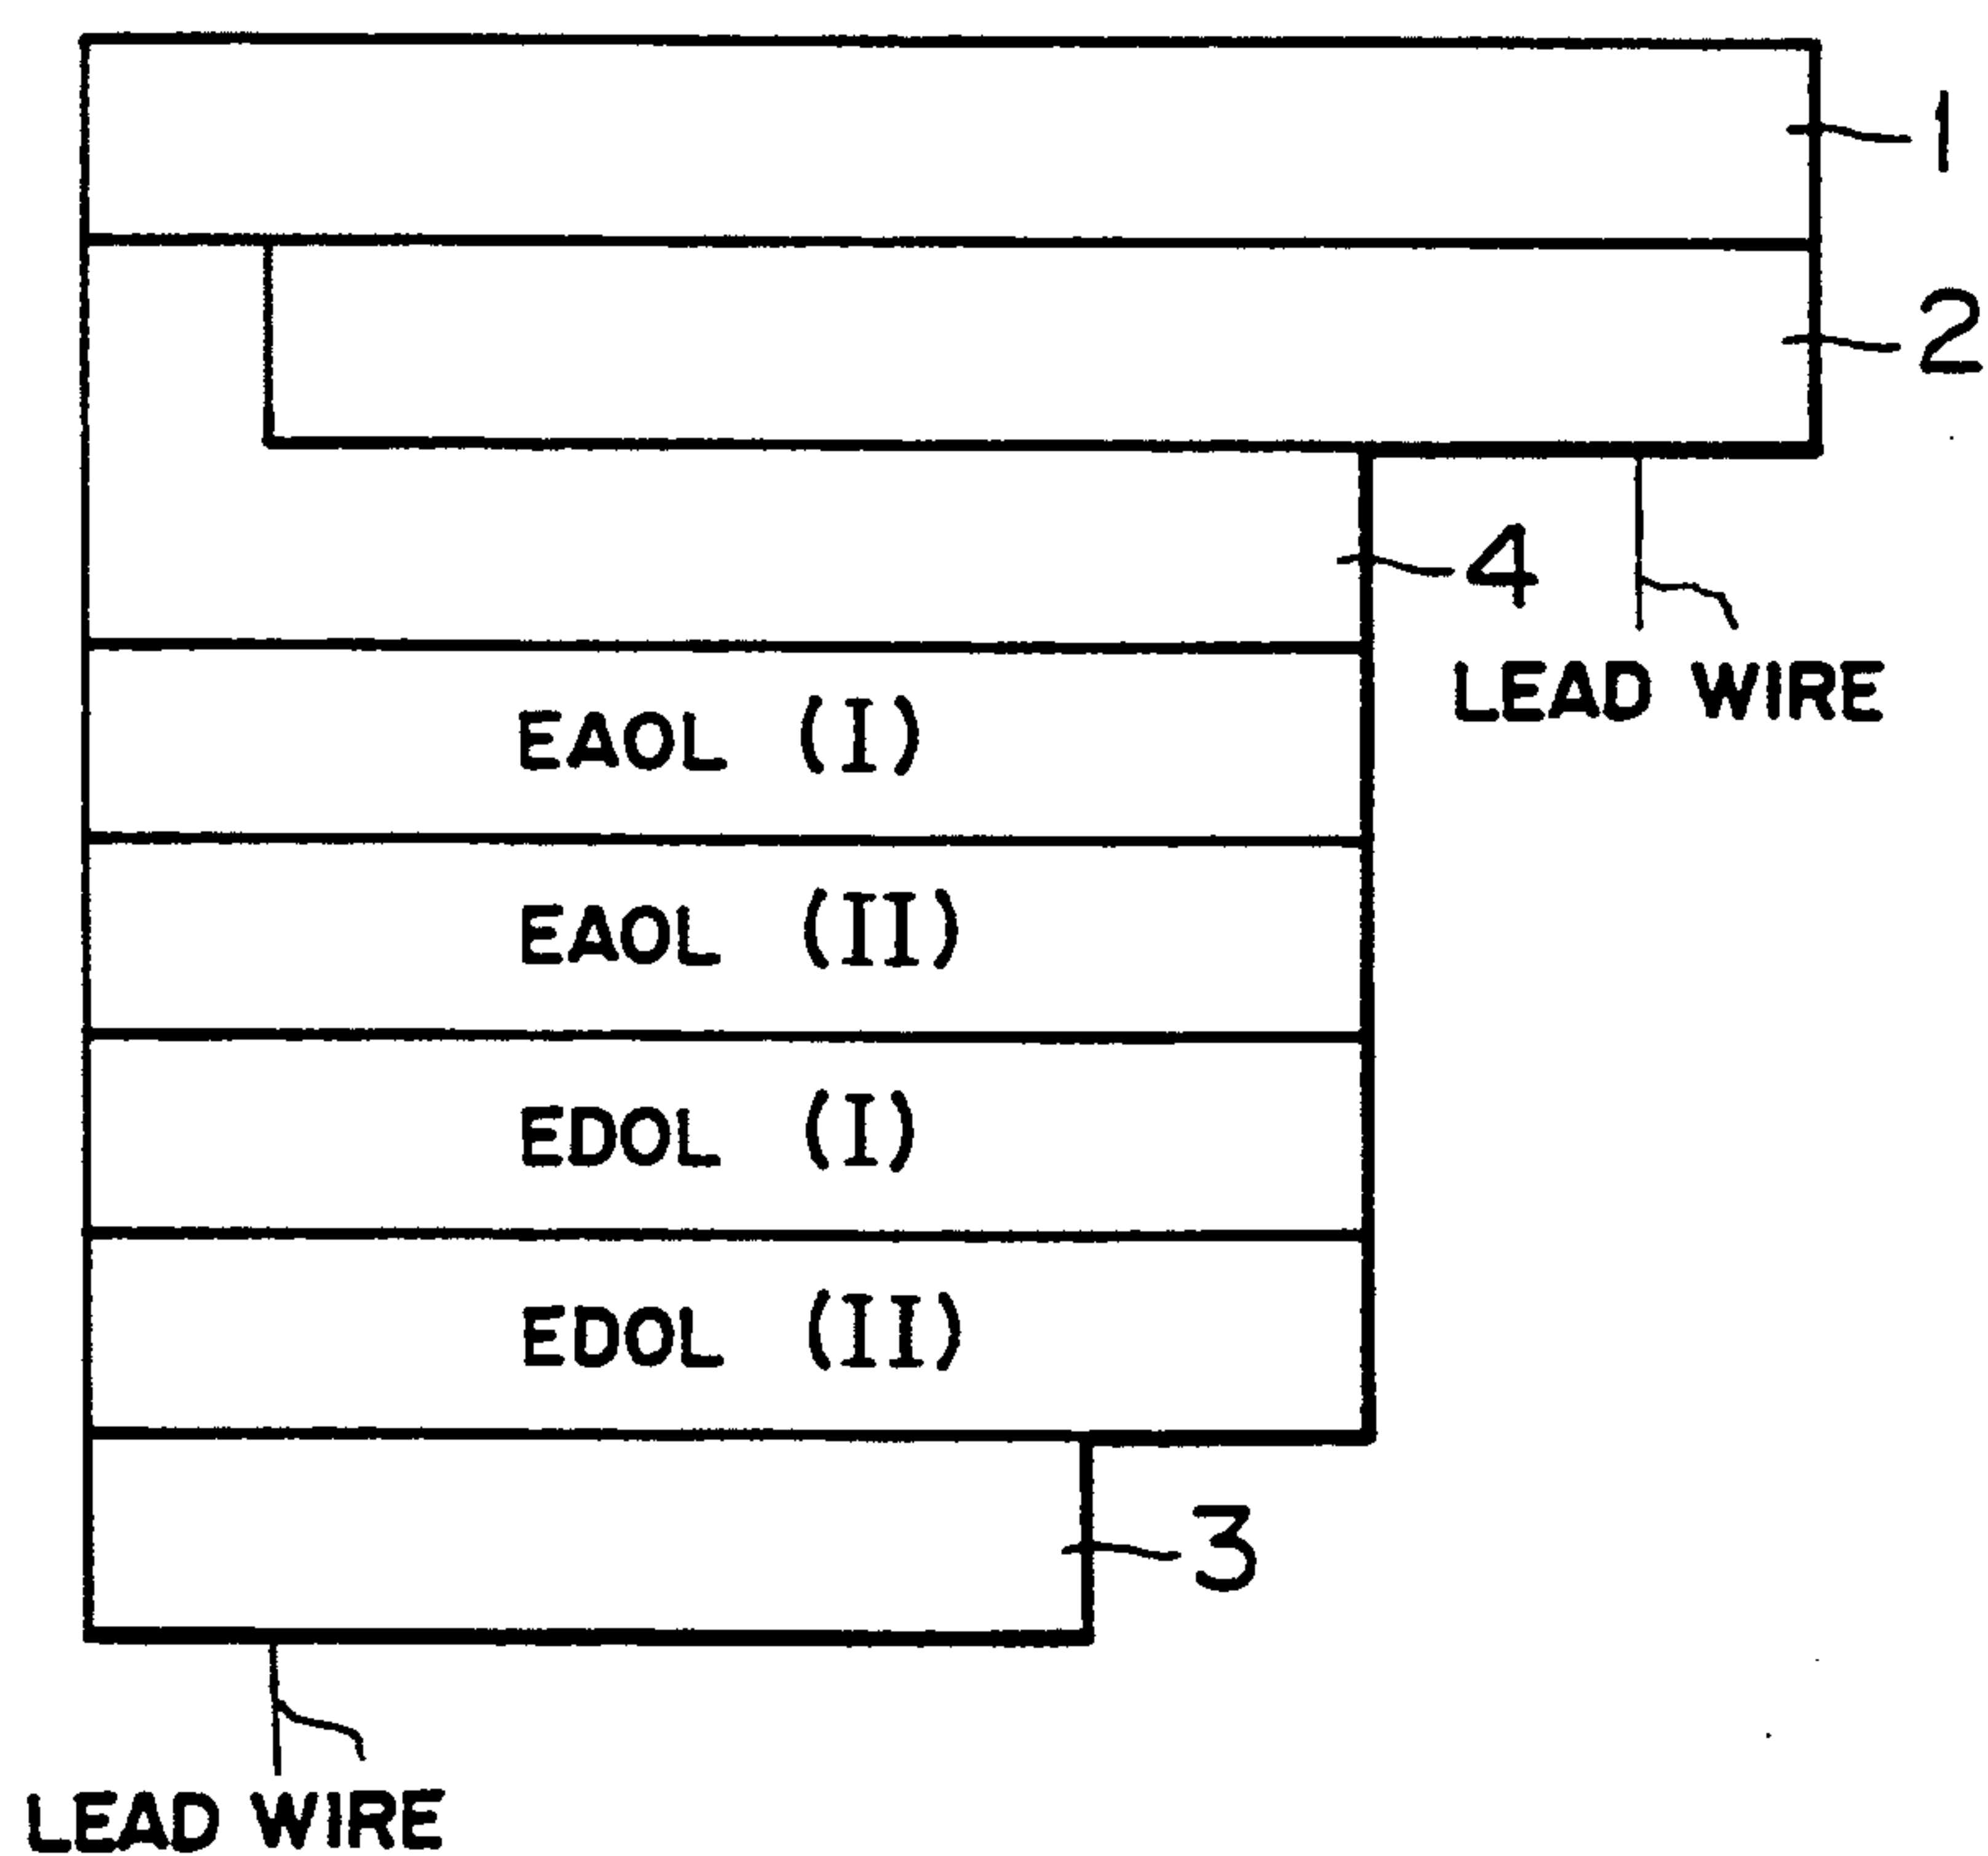 1
2
4
LEAD WIRE
EAOL (I)
EAOL (II)
EDOL (I)
EDOL (II)
3
LEAD WIRE